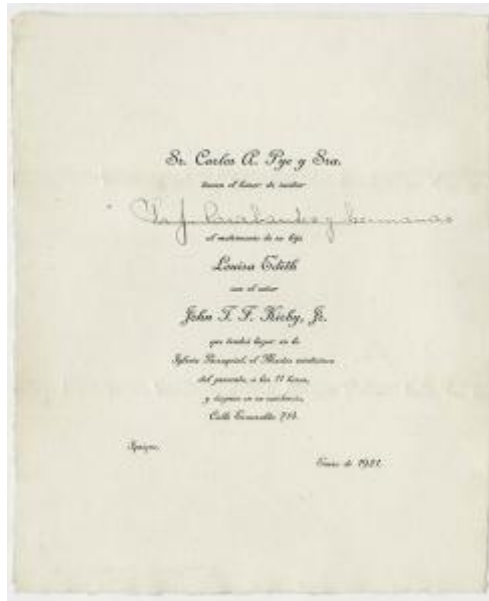 Sr. Carlos A. Pye y Sra.
tienen el honor de invitar
y hermanas
al matrimonio de su hija
Louisa Edith
con el señor
John T. F. Kirby, Jr.
que tendrá lugar en la
Iglesia Parroquial, el Martes
del presente, a las 11 horas,
y después en su residencia,
Calle Esmeralda 714.
Iquique,
Enero de 1921.